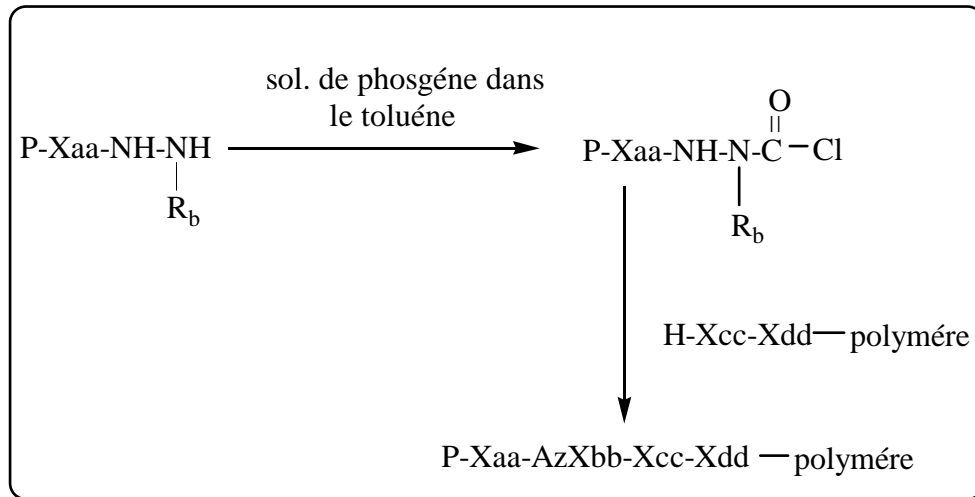 sol. de phosgéne dans
le toluéne
P-Xaa-NH-NH
R_b
O
P-Xaa-NH-N-C-Cl
R_b
H-Xcc-Xdd—polymére
P-Xaa-AzXbb-Xcc-Xdd—polymére